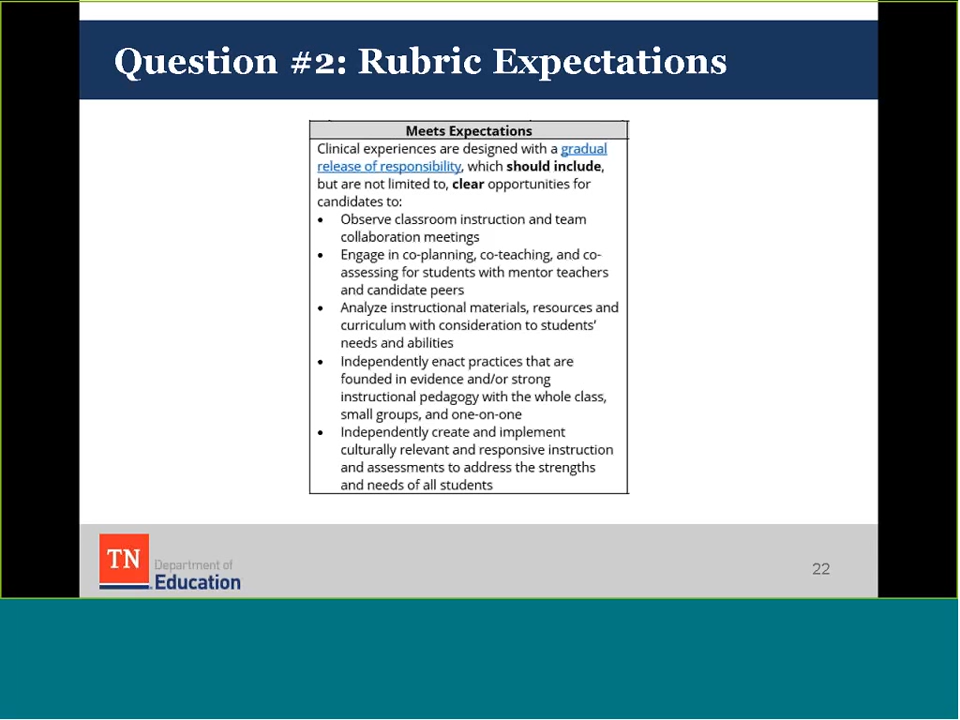 Question #2: Rubric Expectations
Meets Expectations
Clinical experiences are designed with a gradual
release of responsibility, which should include,
but are not limited to, clear opportunities for
candidates to:
• Observe classroom instruction and team
collaboration meetings
• Engage in co-planning, co-teaching, and co-
assessing for students with mentor teachers
and candidate peers
• Analyze instructional materials, resources and
curriculum with consideration to students’
needs and abilities
• Independently enact practices that are
founded in evidence and/or strong
instructional pedagogy with the whole class,
small groups, and one-on-one
• Independently create and implement
culturally relevant and responsive instruction
and assessments to address the strengths
and needs of all students
TN
Department of
Education
22